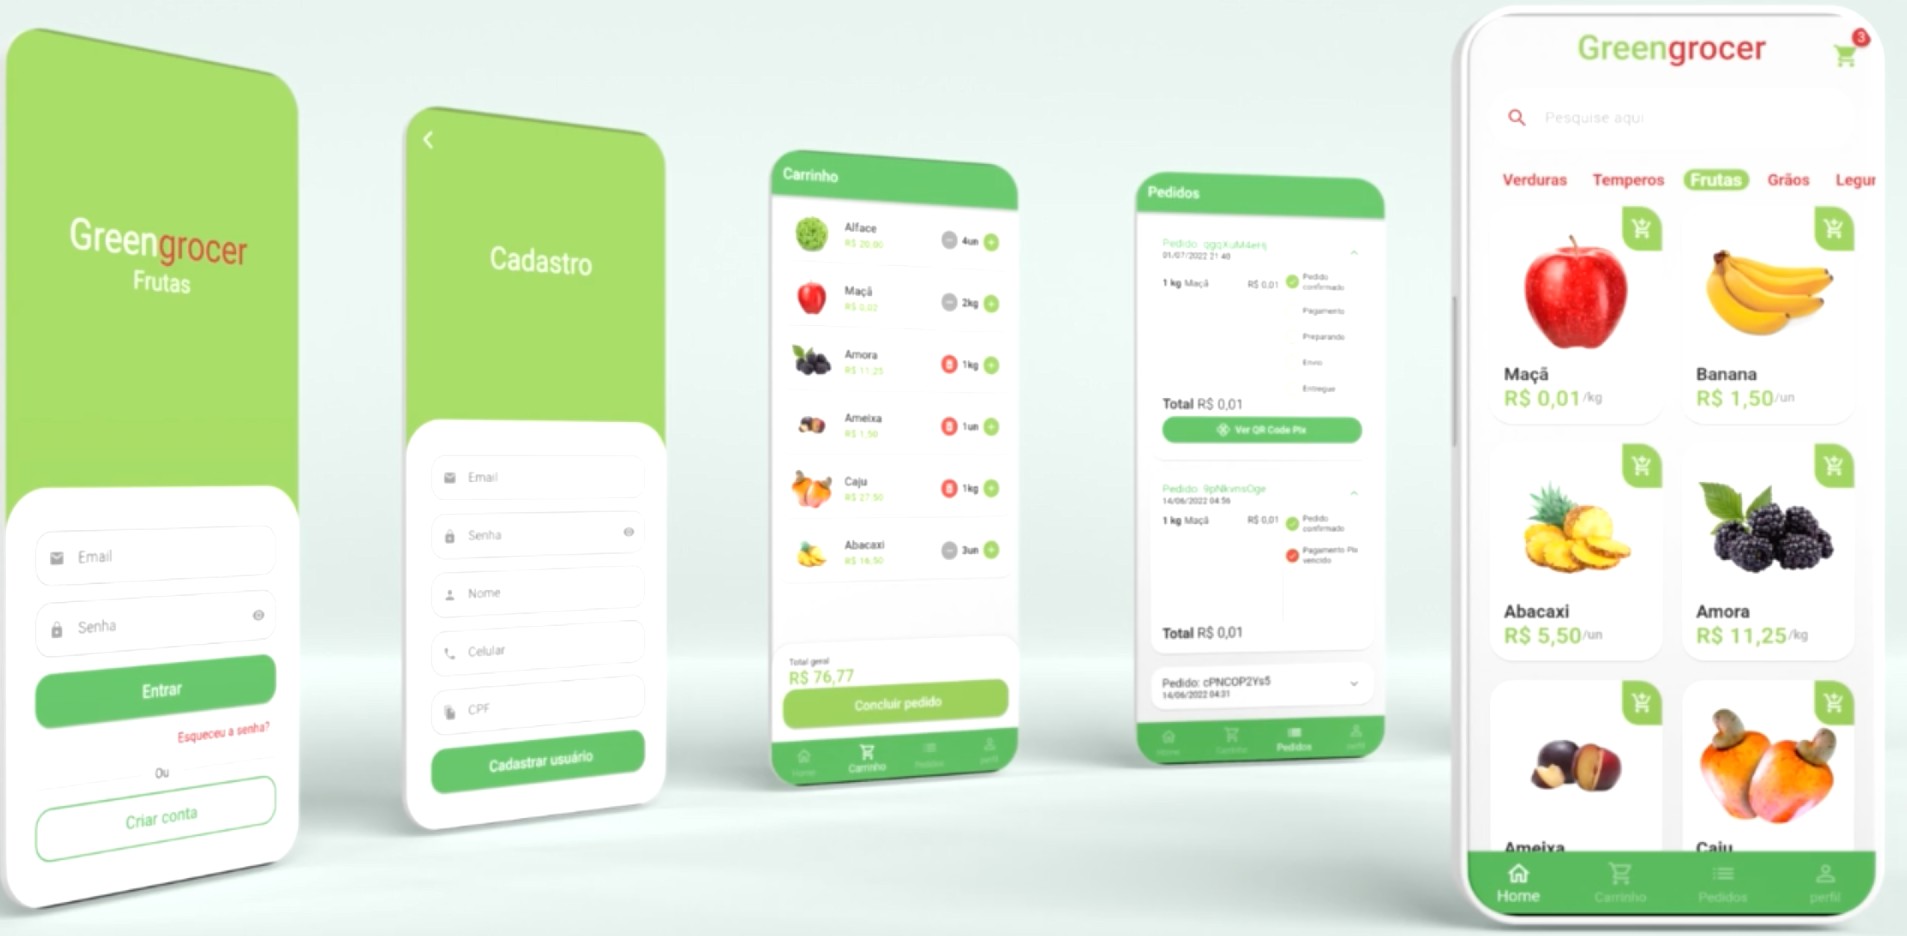 Greengrocer
Frutas
Email
Senha
Entrar
Esqueceu a senha?
Ou
Criar conta
Cadastro
Email
Senha
Nome
Celular
CPF
Cadastrar usuário
Carrinho
Alface
R$ 20,00
4un
Maçã
R$ 0,02
2kg
Amora
R$ 11,25
1kg
Ameixa
R$ 1,50
1un
Caju
R$ 27,50
1kg
Abacaxi
R$ 16,50
3un
Total geral
R$ 76,77
Concluir pedido
Home Carrinho Pedidos perfil
Pedidos
Pedido:
01/07/2022 21:40
1 kg Maçã R$ 0,01
Pedido
confirmado
Pagamento
Preparando
Envio
Entregue
Total R$ 0,01
Ver QR Code Pix
Pedido: 9pNkvnsOge
14/06/2022 04:56
1 kg Maçã R$ 0,01
Pedido
confirmado
Pagamento Pix
vencido
Total R$ 0,01
Pedido: cPNCOP2Ys5
14/06/2022 04:31
Home Carrinho Pedidos perfil
Greengrocer
3
Pesquise aqui
Verduras Temperos Frutas Grãos Legur
Maçã
R$ 0,01/kg
Banana
R$ 1,50/un
Abacaxi
R$ 5,50/un
Amora
R$ 11,25/kg
Ameixa
Caju
Home Carrinho Pedidos perfil